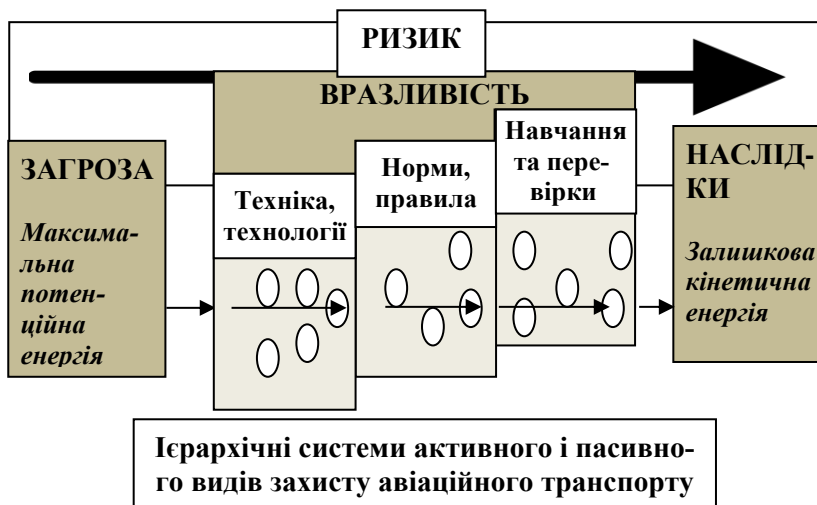 РИЗИК
ВРАЗЛИВІСТЬ
ЗАГРОЗА
Максима-
льна
потен-
ційна
енергія
Техніка,
технології
Норми,
правила
Навчання
та пере-
вірки
НАСЛІД-
КИ
Залишкова
кінетична
енергія
Ієрархічні системи активного і пасивно-
го видів захисту авіаційного транспорту